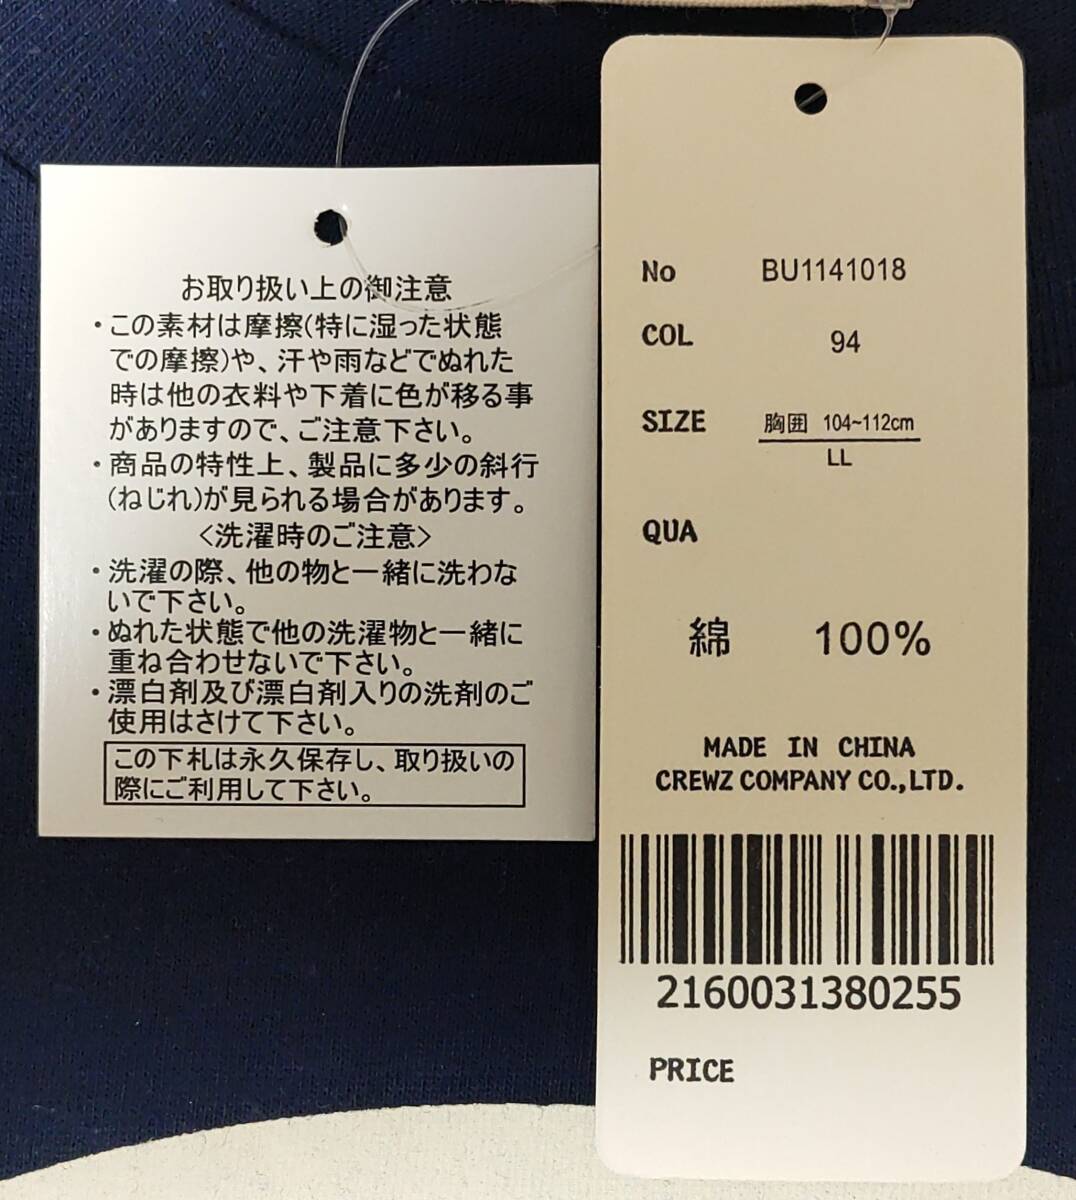 お取り扱い上の御注意
・この素材は摩擦(特に湿った状態
での摩擦)や、汗や雨などでぬれた
時は他の衣料や下着に色が移る事
がありますので、ご注意下さい。
・商品の特性上、製品に多少の斜行
(ねじれ)が見られる場合があります。
<洗濯時のご注意>
・洗濯の際、他の物と一緒に洗わな
いで下さい。
・ぬれた状態で他の洗濯物と一緒に
重ね合わせないで下さい。
・漂白剤及び漂白剤入りの洗剤のご
使用はさけて下さい。
この下札は永久保存し、取り扱いの
際にご利用して下さい。
No BU1141018
COL 94
SIZE 胸囲 104~112cm
LL
QUA
綿 100%
MADE IN CHINA
CREWZ COMPANY CO.,LTD.
2160031380255
PRICE